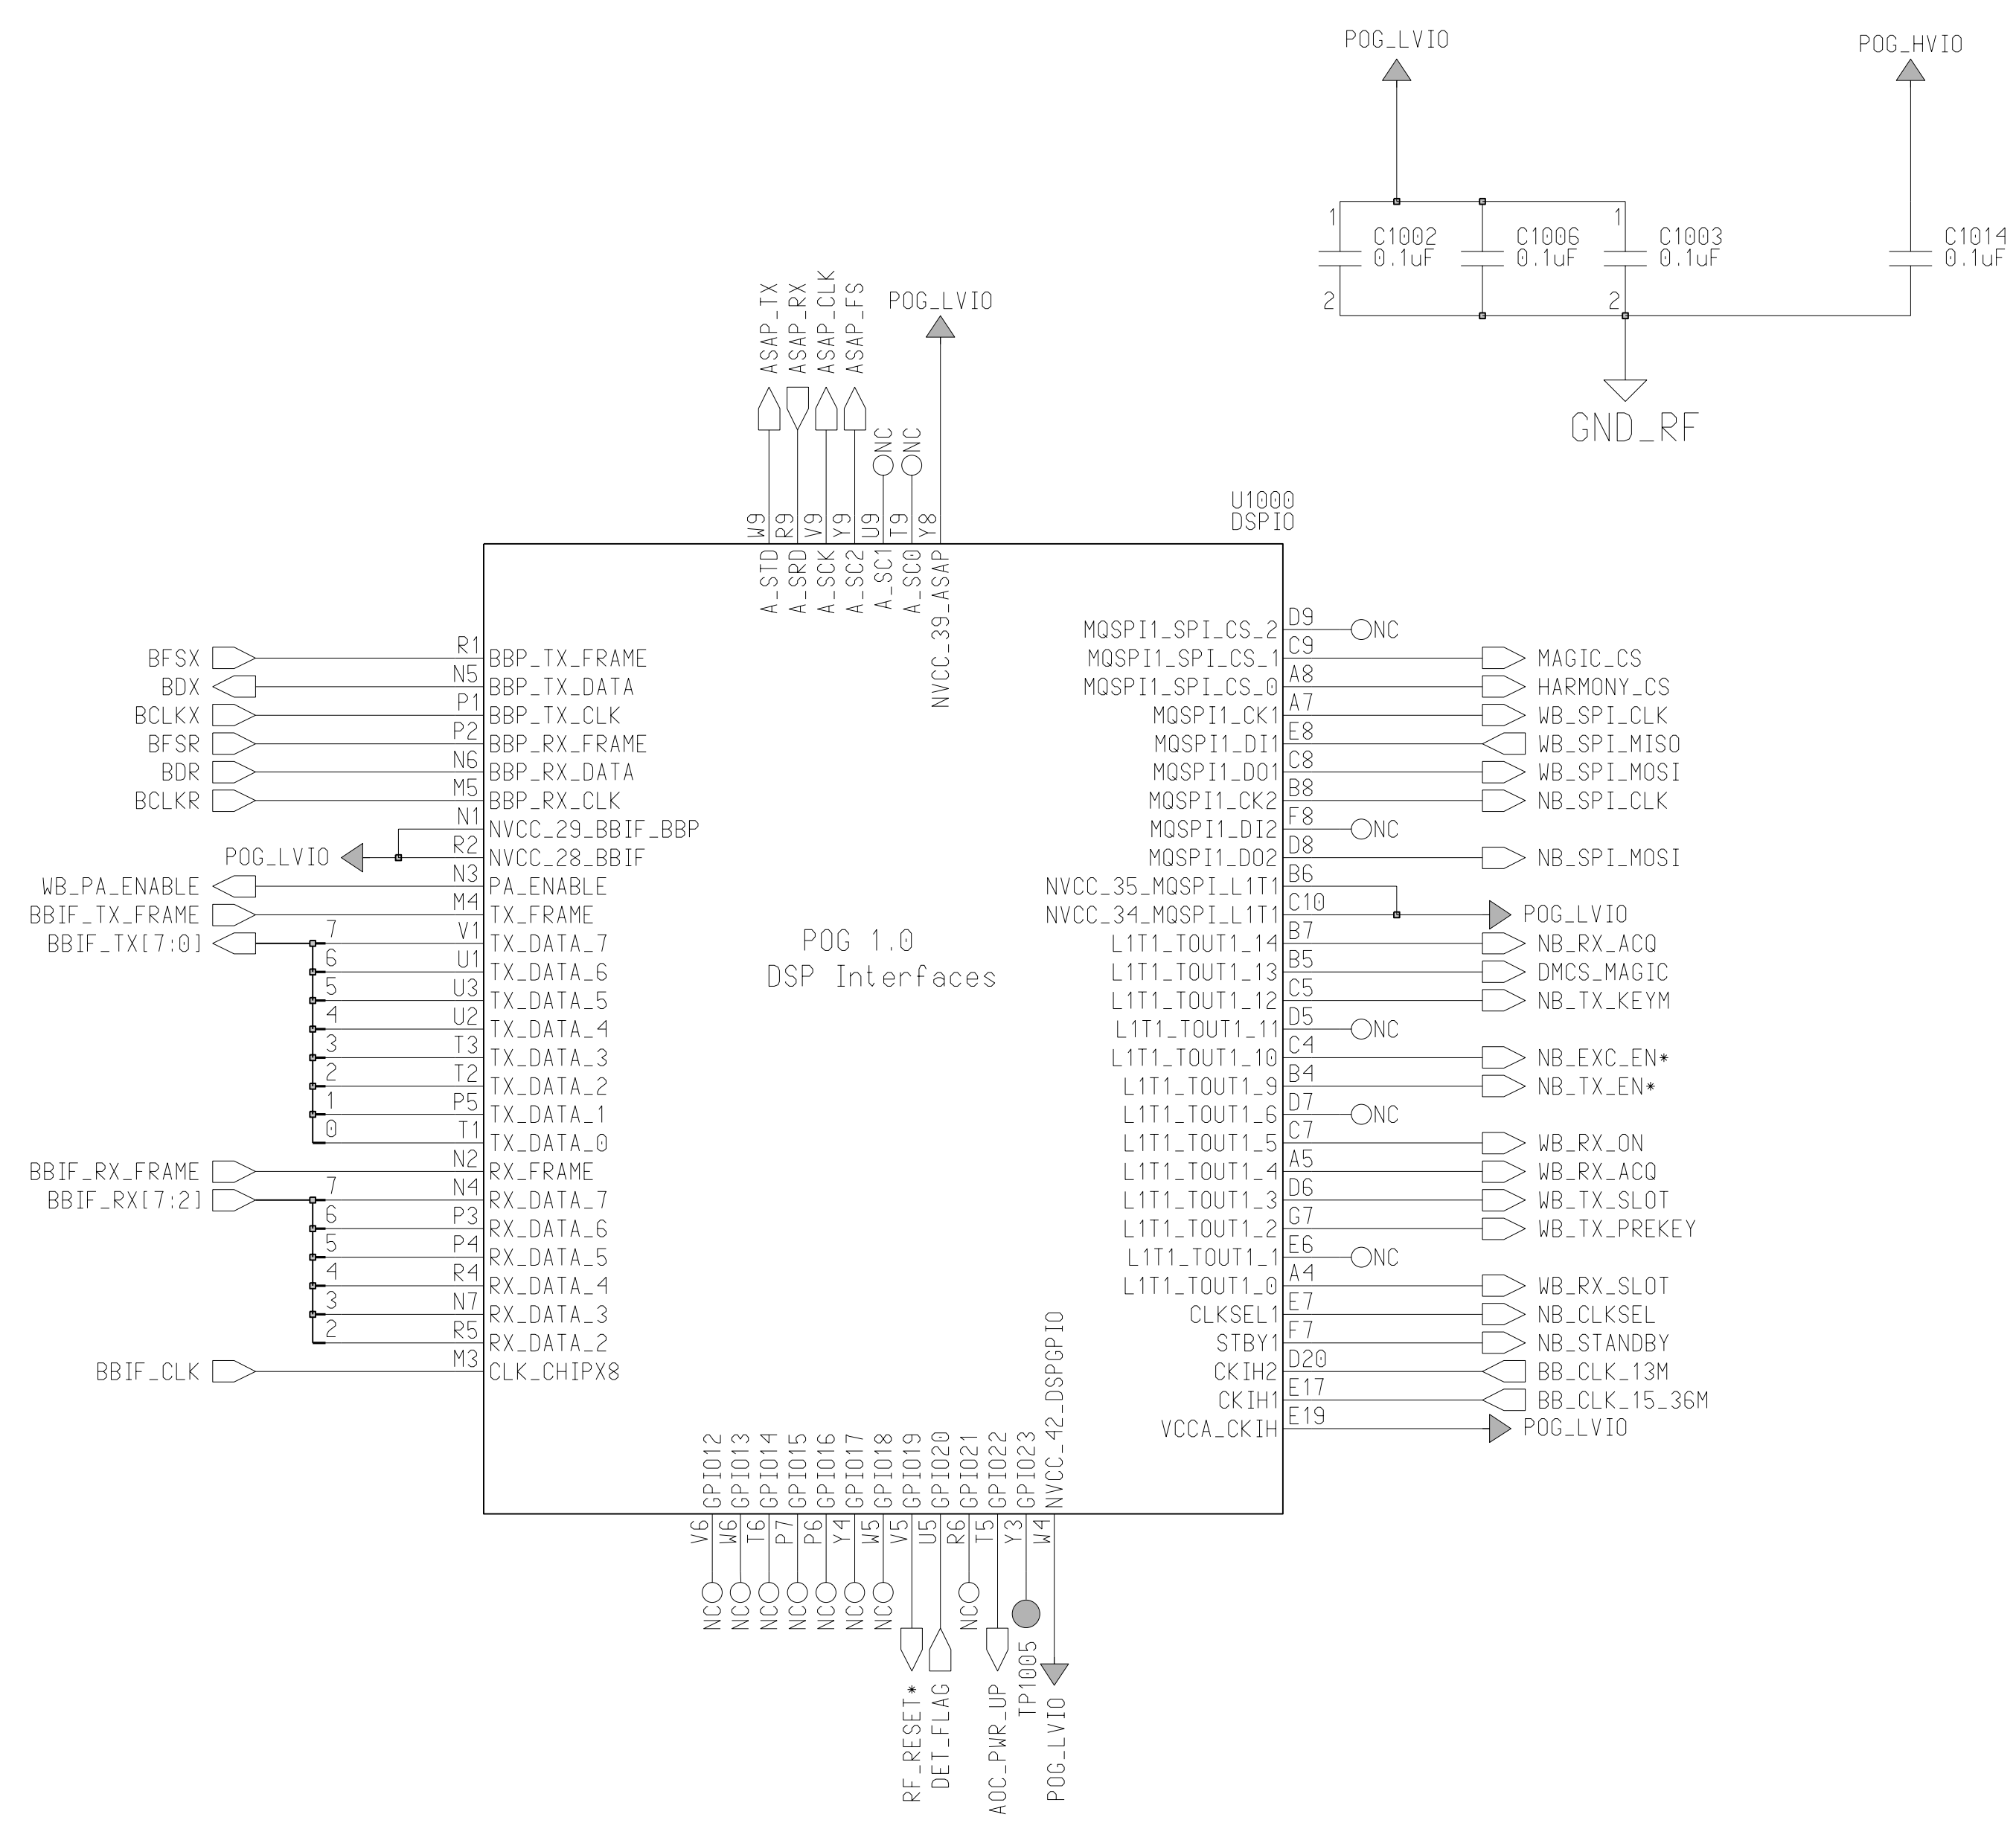 POG_LVIO
POG_HVIO
1
C1002
0.1uF
2
C1006
0.1uF
1
C1003
0.1uF
2
C1014
0.1uF
GND_RF
ASAP_TX
ASAP_RX
ASAP_CLK
ASAP_FS
NC
NC
POG_LVIO
W9
R9
V9
Y9
U9
T9
Y8
A_STD
A_SRD
A_SCK
A_SC2
A_SC1
A_SC0
NVCC_39_ASAP
U1000
DSPIO
POG 1.0
DSP Interfaces
BFSX R1 BBP_TX_FRAME
BDX N5 BBP_TX_DATA
BCLKX P1 BBP_TX_CLK
BFSR P2 BBP_RX_FRAME
BDR N6 BBP_RX_DATA
BCLKR M5 BBP_RX_CLK
N1 NVCC_29_BBIF_BBP
POG_LVIO R2 NVCC_28_BBIF
WB_PA_ENABLE N3 PA_ENABLE
BBIF_TX_FRAME M4 TX_FRAME
BBIF_TX[7:0] 7 V1 TX_DATA_7
6 U1 TX_DATA_6
5 U3 TX_DATA_5
4 U2 TX_DATA_4
3 T3 TX_DATA_3
2 T2 TX_DATA_2
1 P5 TX_DATA_1
0 T1 TX_DATA_0
BBIF_RX_FRAME N2 RX_FRAME
BBIF_RX[7:2] 7 N4 RX_DATA_7
6 P3 RX_DATA_6
5 P4 RX_DATA_5
4 R4 RX_DATA_4
3 N7 RX_DATA_3
2 R5 RX_DATA_2
BBIF_CLK M3 CLK_CHIPX8
MQSPI1_SPI_CS_2 D9 NC
MQSPI1_SPI_CS_1 C9 MAGIC_CS
MQSPI1_SPI_CS_0 A8 HARMONY_CS
MQSPI1_CK1 A7 WB_SPI_CLK
MQSPI1_DI1 E8 WB_SPI_MISO
MQSPI1_DO1 C8 WB_SPI_MOSI
MQSPI1_CK2 B8 NB_SPI_CLK
MQSPI1_DI2 F8 NC
MQSPI1_DO2 D8 NB_SPI_MOSI
NVCC_35_MQSPI_L1T1 B6
NVCC_34_MQSPI_L1T1 C10 POG_LVIO
L1T1_TOUT1_14 B7 NB_RX_ACQ
L1T1_TOUT1_13 B5 DMCS_MAGIC
L1T1_TOUT1_12 C5 NB_TX_KEYM
L1T1_TOUT1_11 D5 NC
L1T1_TOUT1_10 C4 NB_EXC_EN*
L1T1_TOUT1_9 B4 NB_TX_EN*
L1T1_TOUT1_6 D7 NC
L1T1_TOUT1_5 C7 WB_RX_ON
L1T1_TOUT1_4 A5 WB_RX_ACQ
L1T1_TOUT1_3 D6 WB_TX_SLOT
L1T1_TOUT1_2 G7 WB_TX_PREKEY
L1T1_TOUT1_1 E6 NC
L1T1_TOUT1_0 A4 WB_RX_SLOT
CLKSEL1 E7 NB_CLKSEL
STBY1 F7 NB_STANDBY
CKIH2 D20 BB_CLK_13M
CKIH1 E17 BB_CLK_15_36M
VCCA_CKIH E19 POG_LVIO
GPIO12
GPIO13
GPIO14
GPIO15
GPIO16
GPIO17
GPIO18
GPIO19
GPIO20
GPIO21
GPIO22
GPIO23
NVCC_42_DSPGPIO
V6
W6
T6
P7
P6
Y4
W5
V5
U5
R6
T5
Y3
W4
NC
NC
NC
NC
NC
NC
NC
RF_RESET*
DET_FLAG
NC
AOC_PWR_UP
TP1005
POG_LVIO